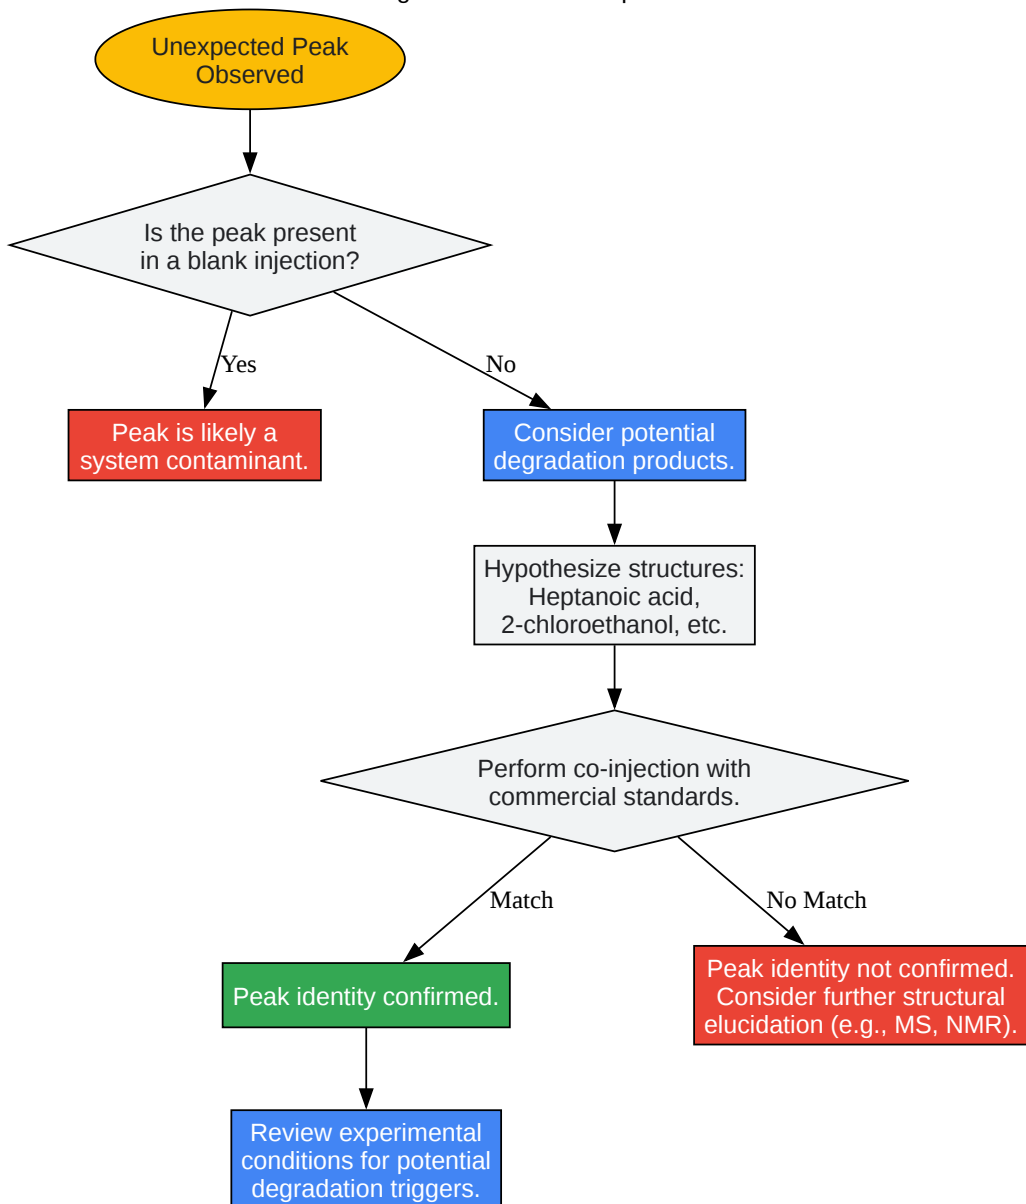 Unexpected Peak
Observed
Is the peak present
in a blank injection?
Yes
No
Peak is likely a
system contaminant.
Consider potential
degradation products.
Hypothesize structures:
Heptanoic acid,
2-chloroethanol, etc.
Perform co-injection with
commercial standards.
Match
No Match
Peak identity confirmed.
Peak identity not confirmed.
Consider further structural
elucidation (e.g., MS, NMR).
Review experimental
conditions for potential
degradation triggers.